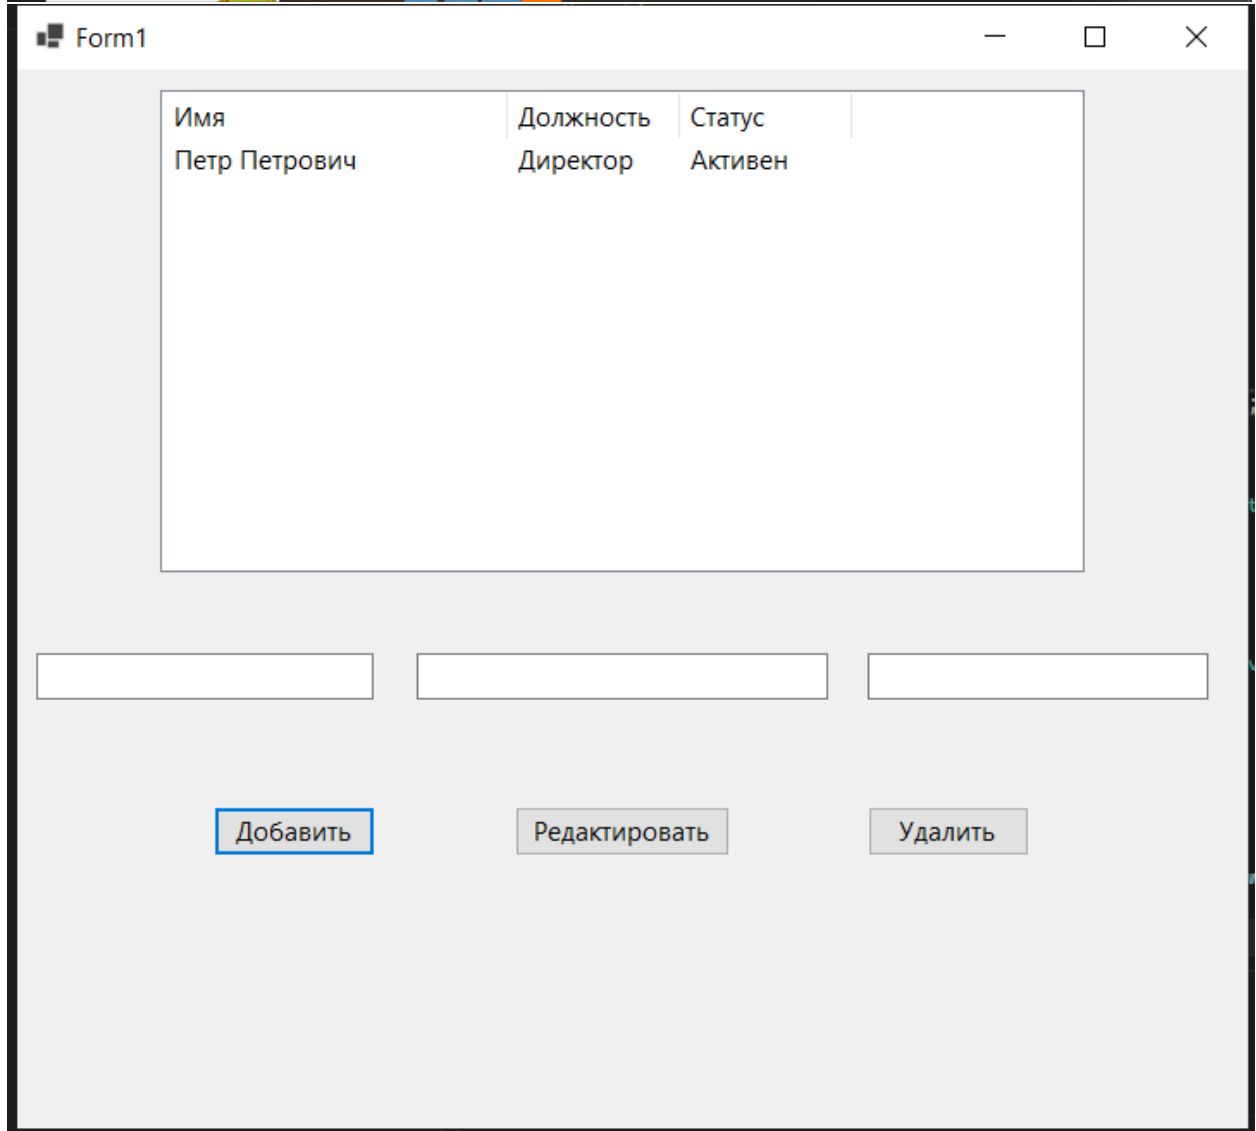 Form1
Имя Должность Статус
Петр Петрович Директор Активен
Добавить Редактировать Удалить